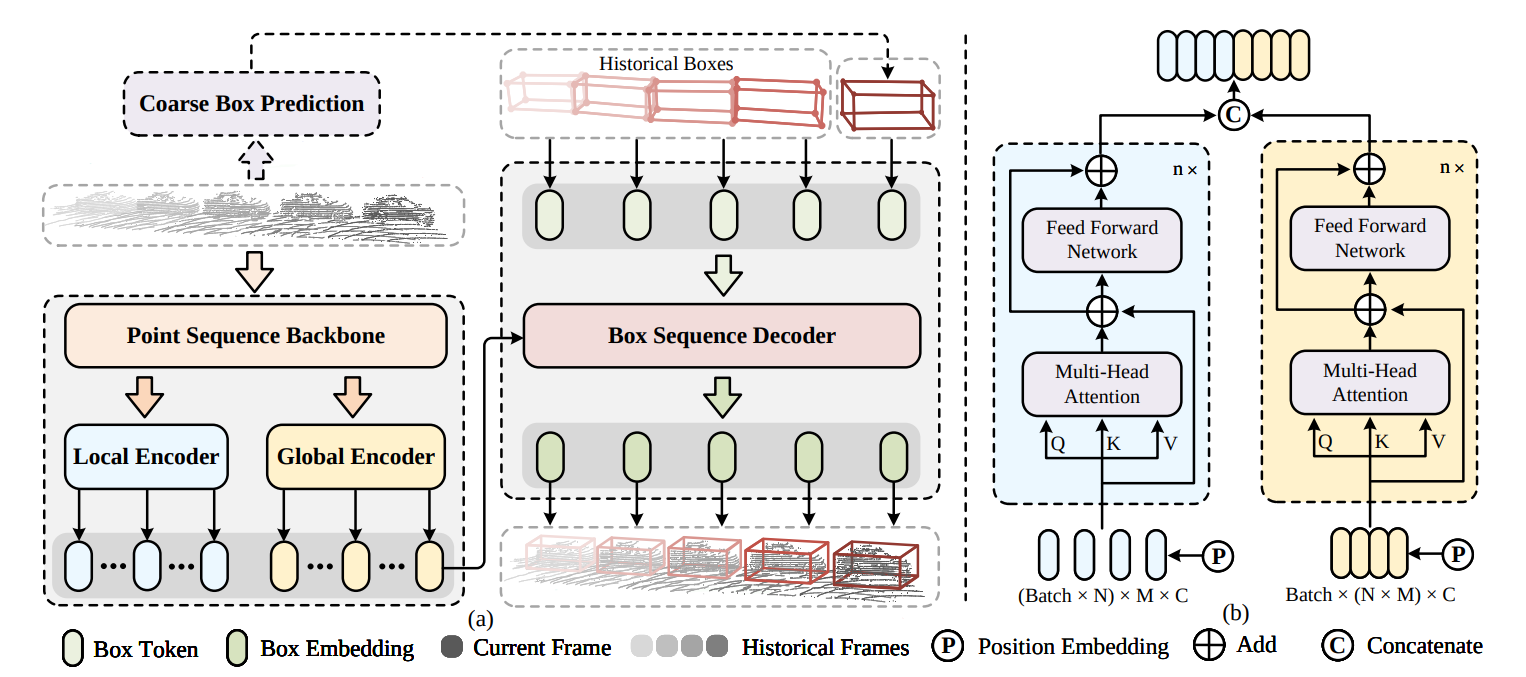 Historical Boxes
Coarse Box Prediction
Point Sequence Backbone
Local Encoder
Global Encoder
Box Sequence Decoder
(a)
C
n ×
Feed Forward
Network
Multi-Head
Attention
Q
K
V
P
(Batch × N) × M × C
n ×
Feed Forward
Network
Multi-Head
Attention
Q
K
V
P
Batch × (N × M) × C
(b)
Box Token
Box Embedding
Current Frame
Historical Frames
P Position Embedding
Add
C Concatenate